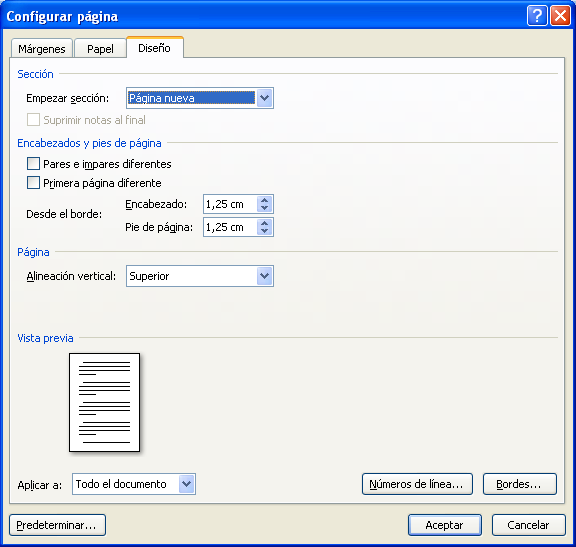 Configurar página
Márgenes Papel Diseño
Sección
Empezar sección: Página nueva
Suprimir notas al final
Encabezados y pies de página
Pares e impares diferentes
Primera página diferente
Encabezado: 1,25 cm
Desde el borde:
Pie de página: 1,25 cm
Página
Alineación vertical: Superior
Vista previa
Aplicar a: Todo el documento Números de línea... Bordes...
Predeterminar... Aceptar Cancelar